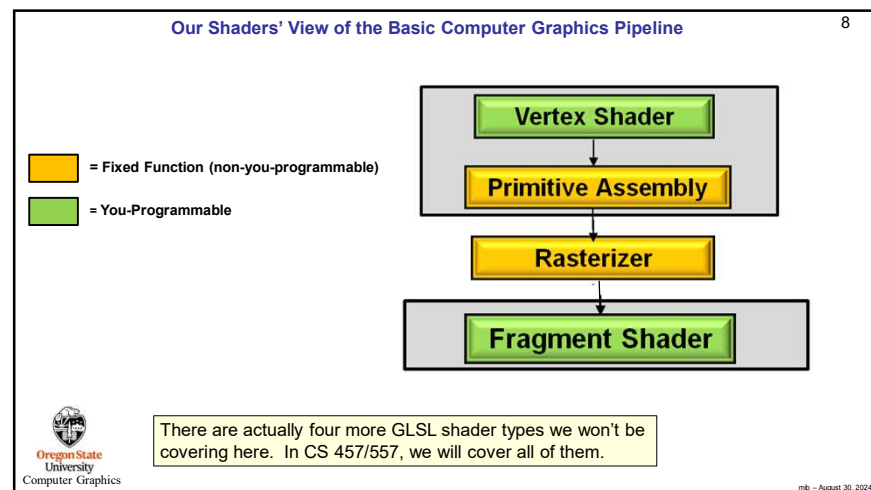 Our Shaders' View of the Basic Computer Graphics Pipeline
8
Vertex Shader
= Fixed Function (non-you-programmable)
Primitive Assembly
= You-Programmable
Rasterizer
Fragment Shader
There are actually four more GLSL shader types we won't be
covering here.  In CS 457/557, we will cover all of them.
Oregon State
University
Computer Graphics
mjb – August 30, 2024